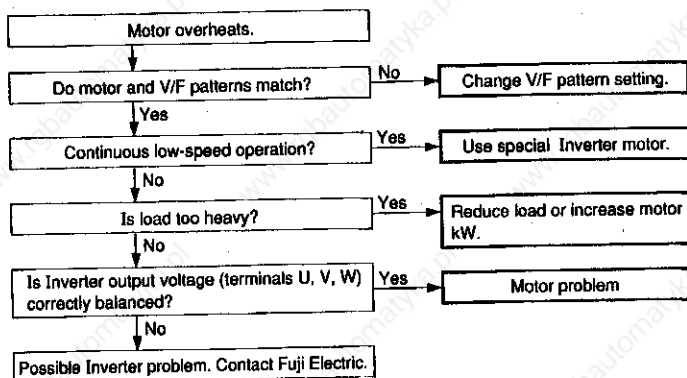 Motor overheats.
Do motor and V/F patterns match?
No
Change V/F pattern setting.
Yes
Continuous low-speed operation?
Yes
Use special Inverter motor.
No
Is load too heavy?
Yes
Reduce load or increase motor
kW.
No
Is Inverter output voltage (terminals U, V, W)
correctly balanced?
Yes
Motor problem
No
Possible Inverter problem. Contact Fuji Electric.